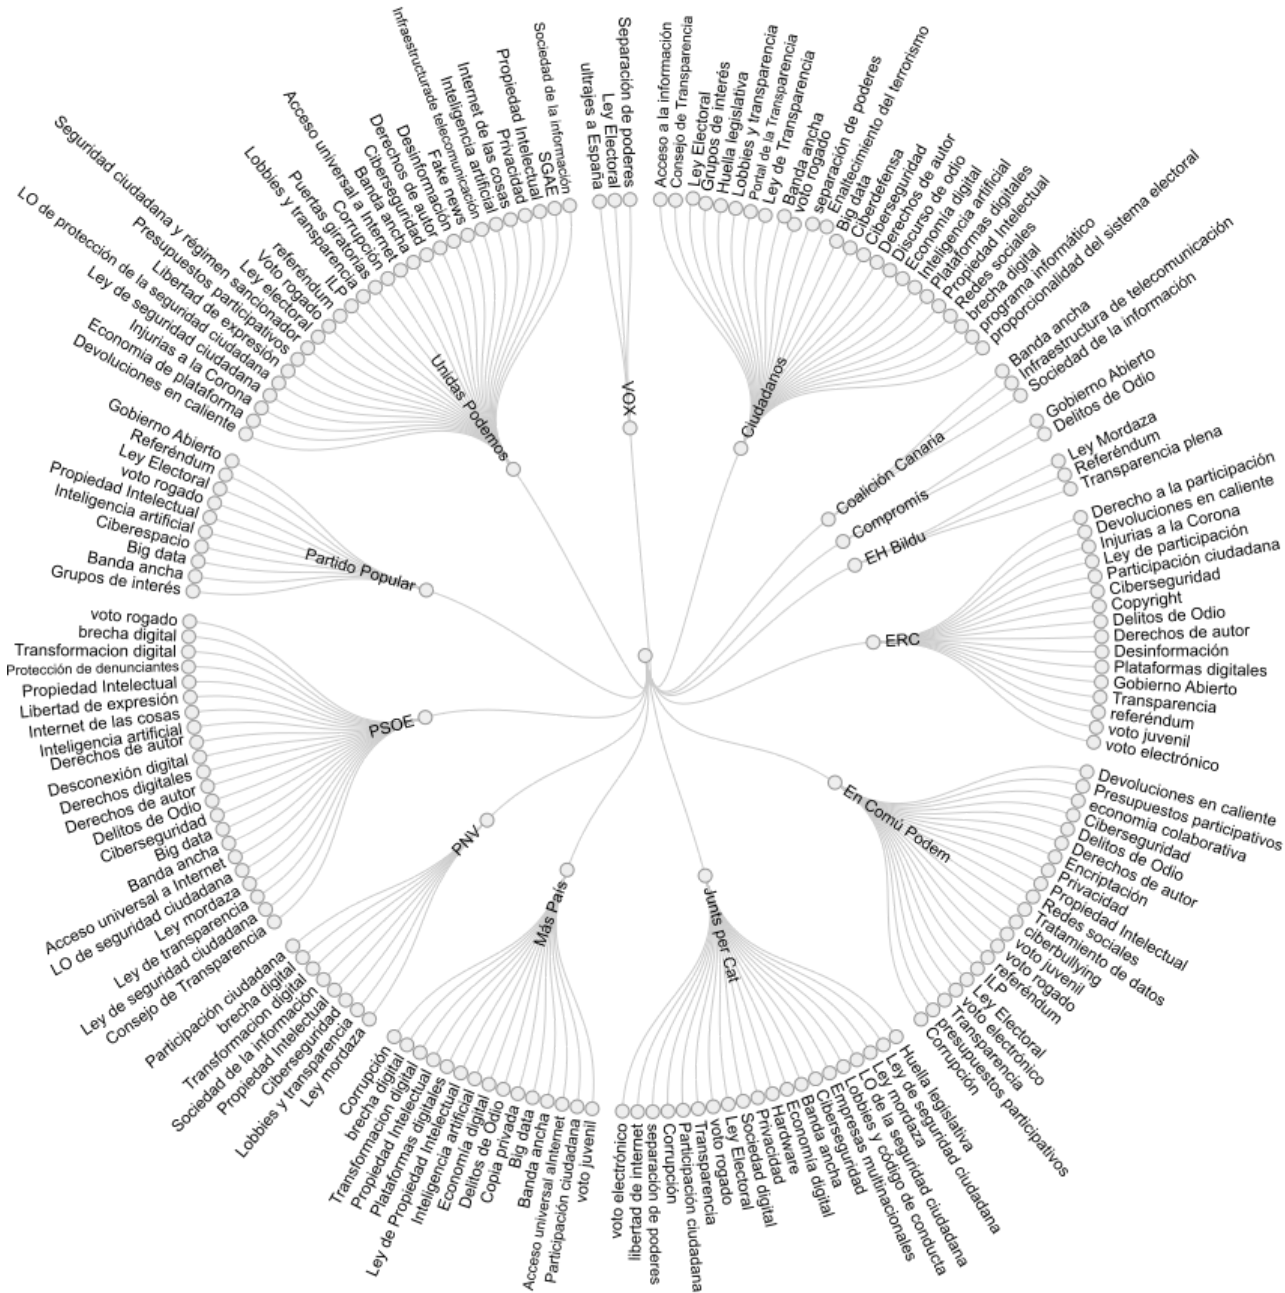 Ciudadanos
Acceso a la información
Consejo de Transparencia
Ley Electoral
Grupos de interés
Huella legislativa
Lobbies y transparencia
Portal de la Transparencia
Ley de Transparencia
Banda ancha
voto rogado
separación de poderes
Enaltecimiento del terrorismo
Big data
Ciberdefensa
Ciberseguridad
Derechos de autor
Discurso de odio
Economía digital
Inteligencia artificial
Plataformas digitales
Propiedad Intelectual
Redes sociales
brecha digital
programa informático
proporcionalidad del sistema electoral
Coalición Canaria
Banda ancha
Infraestructura de telecomunicación
Sociedad de la información
Compromís
Gobierno Abierto
Delitos de Odio
EH Bildu
Ley Mordaza
Referéndum
Transparencia plena
ERC
Derecho a la participación
Devoluciones en caliente
Injurias a la Corona
Ley de participación
Participación ciudadana
Ciberseguridad
Copyright
Delitos de Odio
Derechos de autor
Desinformación
Plataformas digitales
Gobierno Abierto
Transparencia
referéndum
voto juvenil
voto electrónico
En Comú Podem
Devoluciones en caliente
Presupuestos participativos
economia colaborativa
Ciberseguridad
Delitos de Odio
Derechos de autor
Encriptación
Privacidad
Propiedad Intelectual
Redes sociales
Tratamiento de datos
ciberbullying
voto juvenil
voto rogado
referéndum
ILP
Ley Electoral
voto electrónico
Transparencia
presupuestos participativos
Corrupción
Junts per Cat
Huella legislativa
Ley de seguridad ciudadana
Ley mordaza
LO de la seguridad ciudadana
Lobbies y código de conducta
Empresas multinacionales
Ciberseguridad
Banda ancha
Economía digital
Hardware
Privacidad
Sociedad digital
Ley Electoral
voto rogado
Transparencia
Participación ciudadana
Corrupción
separación de poderes
libertad de internet
voto electrónico
Más País
voto juvenil
Participación ciudadana
Acceso universal aInternet
Banda ancha
Big data
Copia privada
Delitos de Odio
Economía digital
Inteligencia artificial
Ley de Propiedad Intelectual
Plataformas digitales
Propiedad Intelectual
Transformacion digital
brecha digital
Corrupción
PNV
Ley mordaza
Lobbies y transparencia
Ciberseguridad
Propiedad Intelectual
Sociedad de la información
Transformacion digital
brecha digital
Participación ciudadana
PSOE
Consejo de Transparencia
Ley de seguridad ciudadana
Ley de transparencia
Ley mordaza
LO de seguridad ciudadana
Acceso universal a Internet
Banda ancha
Big data
Ciberseguridad
Delitos de Odio
Derechos de autor
Derechos digitales
Desconexión digital
Derechos de autor
Inteligencia artificial
Internet de las cosas
Libertad de expresión
Propiedad Intelectual
Protección de denunciantes
Transformacion digital
brecha digital
voto rogado
Partido Popular
Grupos de interés
Banda ancha
Big data
Ciberespacio
Inteligencia artificial
Propiedad Intelectual
voto rogado
Ley Electoral
Referéndum
Gobierno Abierto
Unidas Podemos
Devoluciones en caliente
Economia de plataforma
Injurias a la Corona
Ley de seguridad ciudadana
LO de protección de la seguridad ciudadana
Libertad de expresión
Presupuestos participativos
Seguridad ciudadana y régimen sancionador
Ley electoral
Voto rogado
referéndum
ILP
Lobbies y transparencia
Puertas giratorias
Corrupción
Acceso universal a Internet
Banda ancha
Ciberseguridad
Derechos de autor
Desinformación
Fake news
Infraestructurade telecomunicación
Inteligencia artificial
Internet de las cosas
Privacidad
Propiedad Intelectual
SGAE
Sociedad de la información
VOX
ultrajes a España
Ley Electoral
Separación de poderes